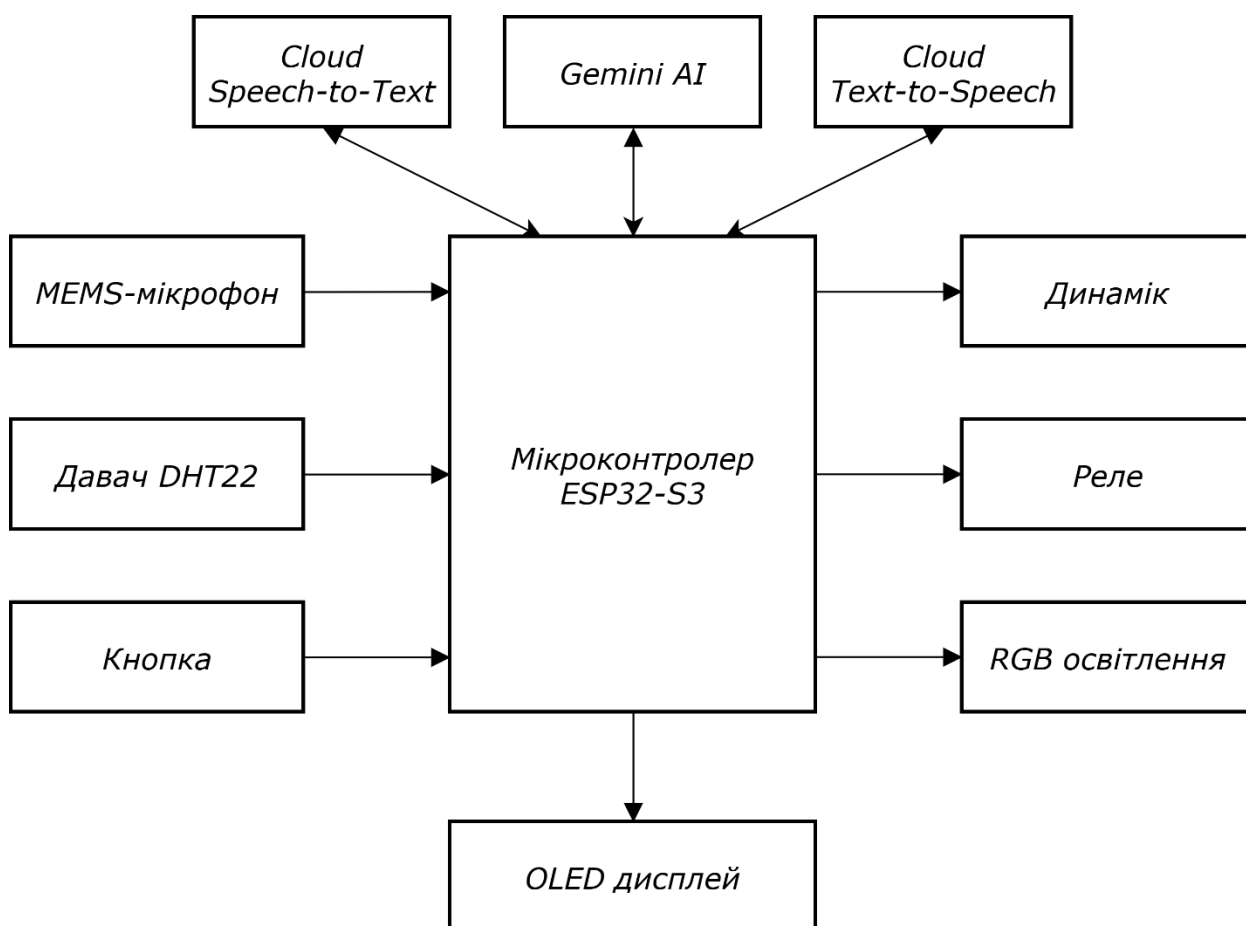 Cloud
Speech-to-Text
Gemini AI
Cloud
Text-to-Speech
MEMS-мікрофон
Динамік
Давач DHT22
Мікроконтролер
ESP32-S3
Реле
Кнопка
RGB освітлення
OLED дисплей